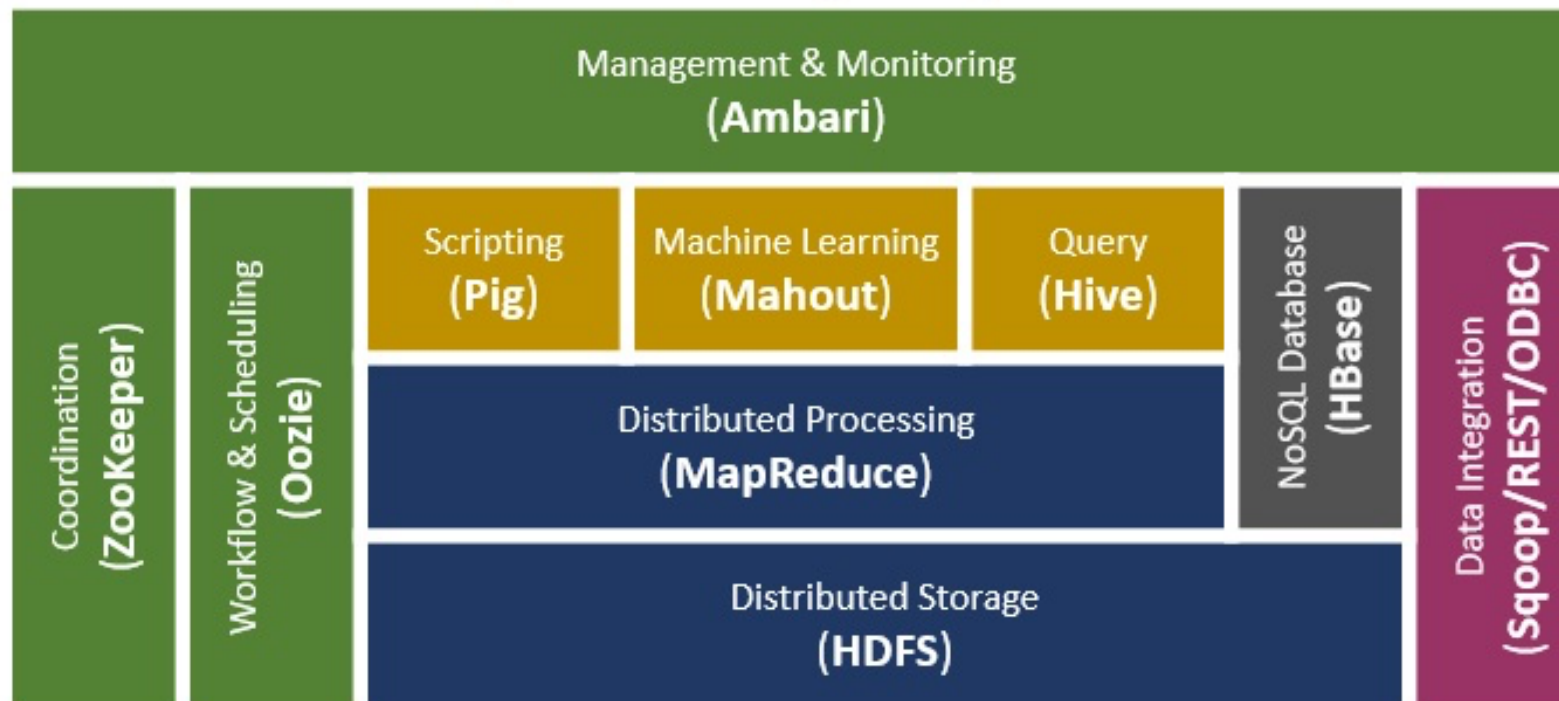 Management & Monitoring
(Ambari)
Coordination
(ZooKeeper)
Workflow & Scheduling
(Oozie)
Scripting
(Pig)
Machine Learning
(Mahout)
Query
(Hive)
Distributed Processing
(MapReduce)
NoSQL Database
(HBase)
Distributed Storage
(HDFS)
Data Integration
(Sqoop/REST/ODBC)